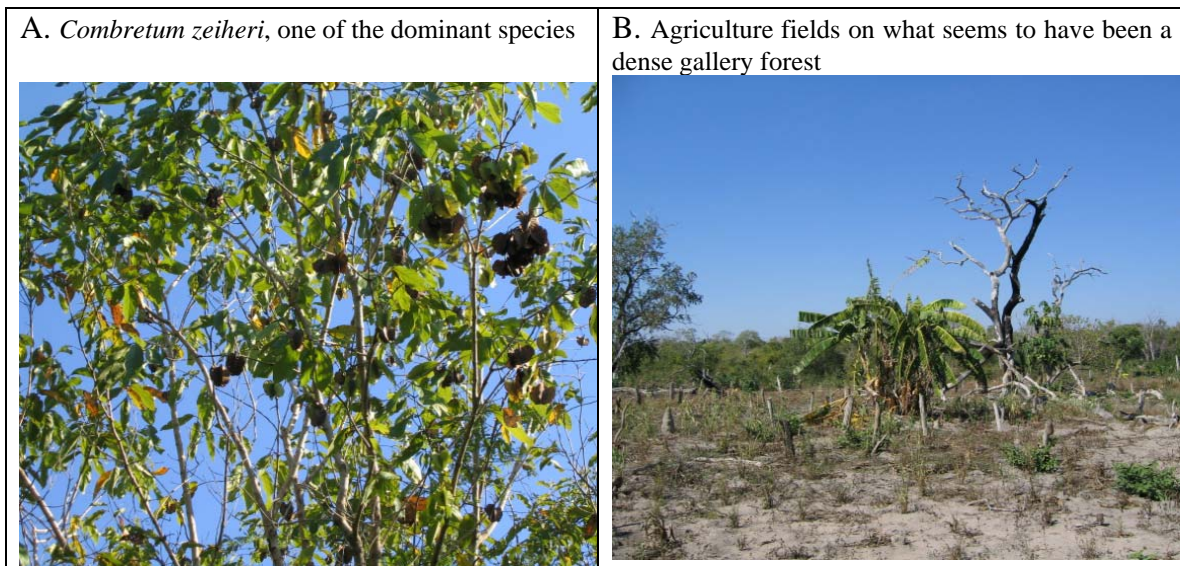 A. Combretum zeiheri, one of the dominant species
B. Agriculture fields on what seems to have been a
dense gallery forest